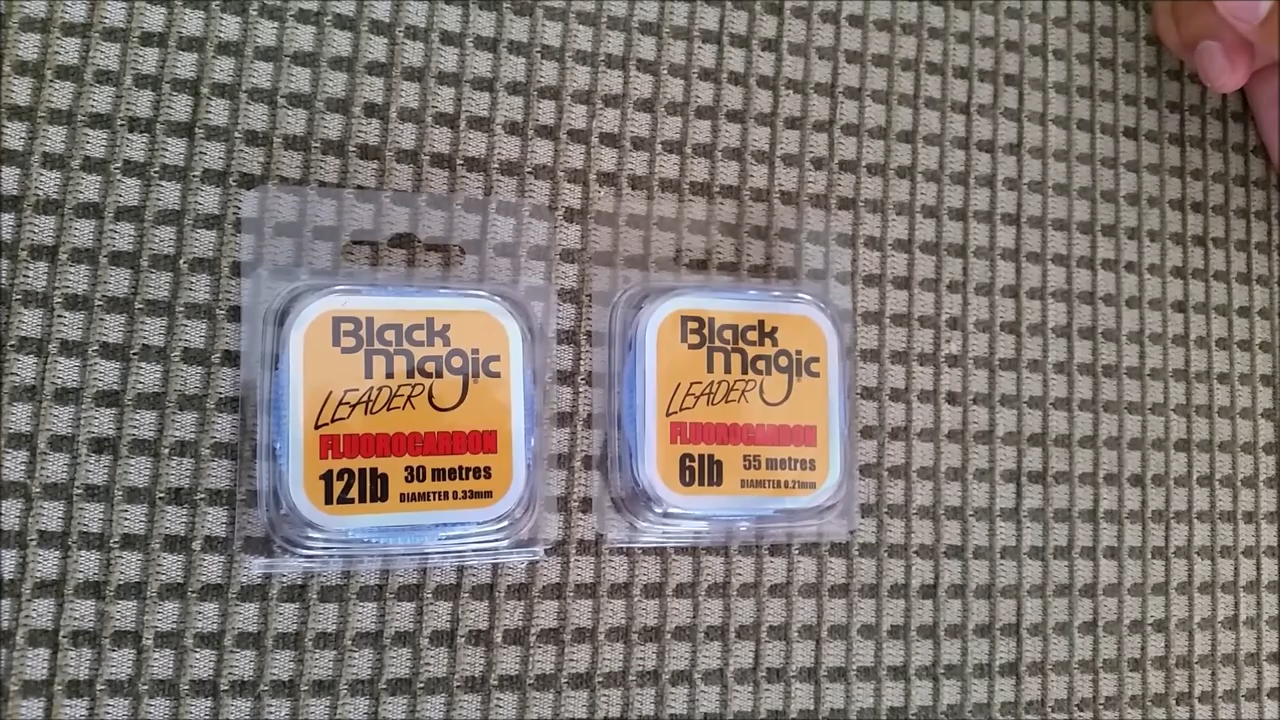 Black
Magic
LEADER
FLUOROCARBON
12lb 30 metres
DIAMETER 0.33mm
Black
Magic
LEADER
FLUOROCARBON
6lb 55 metres
DIAMETER 0.21mm